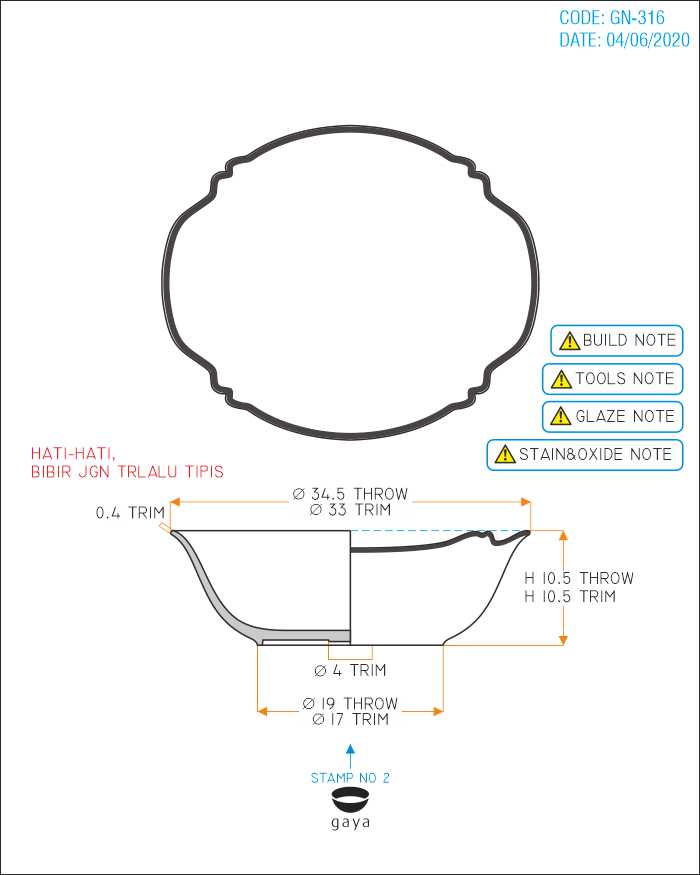 CODE: GN-316
DATE: 04/06/2020
BUILD NOTE
TOOLS NOTE
GLAZE NOTE
STAIN&OXIDE NOTE
HATI-HATI,
BIBIR JGN TRLALU TIPIS
Ø 34.5 THROW
Ø 33 TRIM
0.4 TRIM
H 10.5 THROW
H 10.5 TRIM
Ø 4 TRIM
Ø 19 THROW
Ø 17 TRIM
STAMP NO 2
gaya